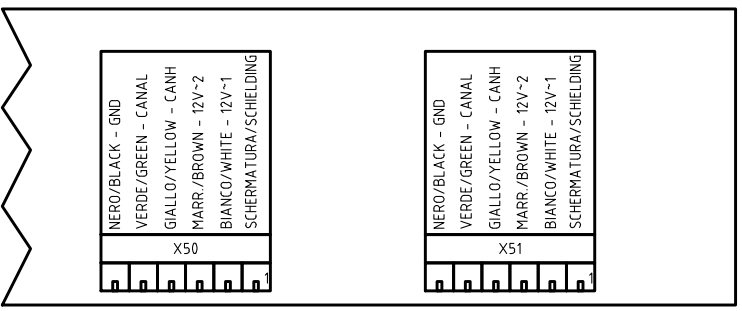 NERO/BLACK - GND
VERDE/GREEN - CANAL
GIALLO/YELLOW - CANH
MARR./BROWN - 12V~2
BIANCO/WHITE - 12V~1
SCHERMATURA/SCHIELDING
X50
1
NERO/BLACK - GND
VERDE/GREEN - CANAL
GIALLO/YELLOW - CANH
MARR./BROWN - 12V~2
BIANCO/WHITE - 12V~1
SCHERMATURA/SCHIELDING
X51
1